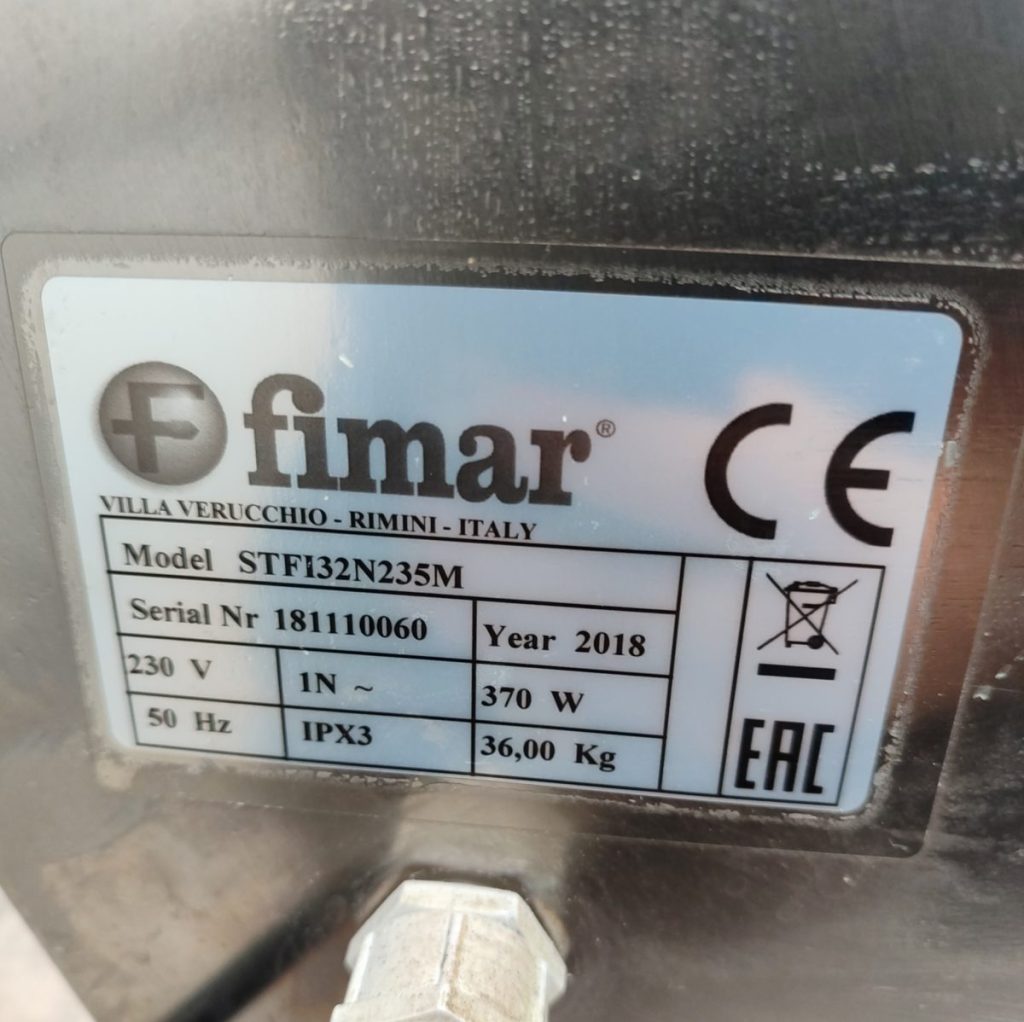 F fimar®
VILLA VERUCCHIO - RIMINI - ITALY
CE
Model STFI32N235M
Serial Nr 181110060 Year 2018
230 V 1N ~ 370 W
50 Hz IPX3 36,00 Kg
EAC